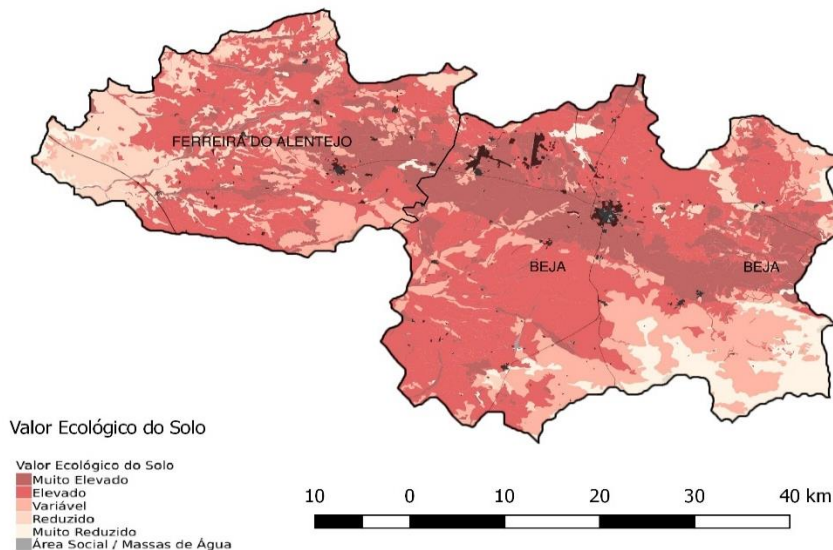 FERREIRA DO ALENTEJO
BEJA
BEJA
Valor Ecológico do Solo
Valor Ecológico do Solo
Muito Elevado
Elevado
Variável
Reduzido
Muito Reduzido
Área Social / Massas de Água
10 0 10 20 30 40 km